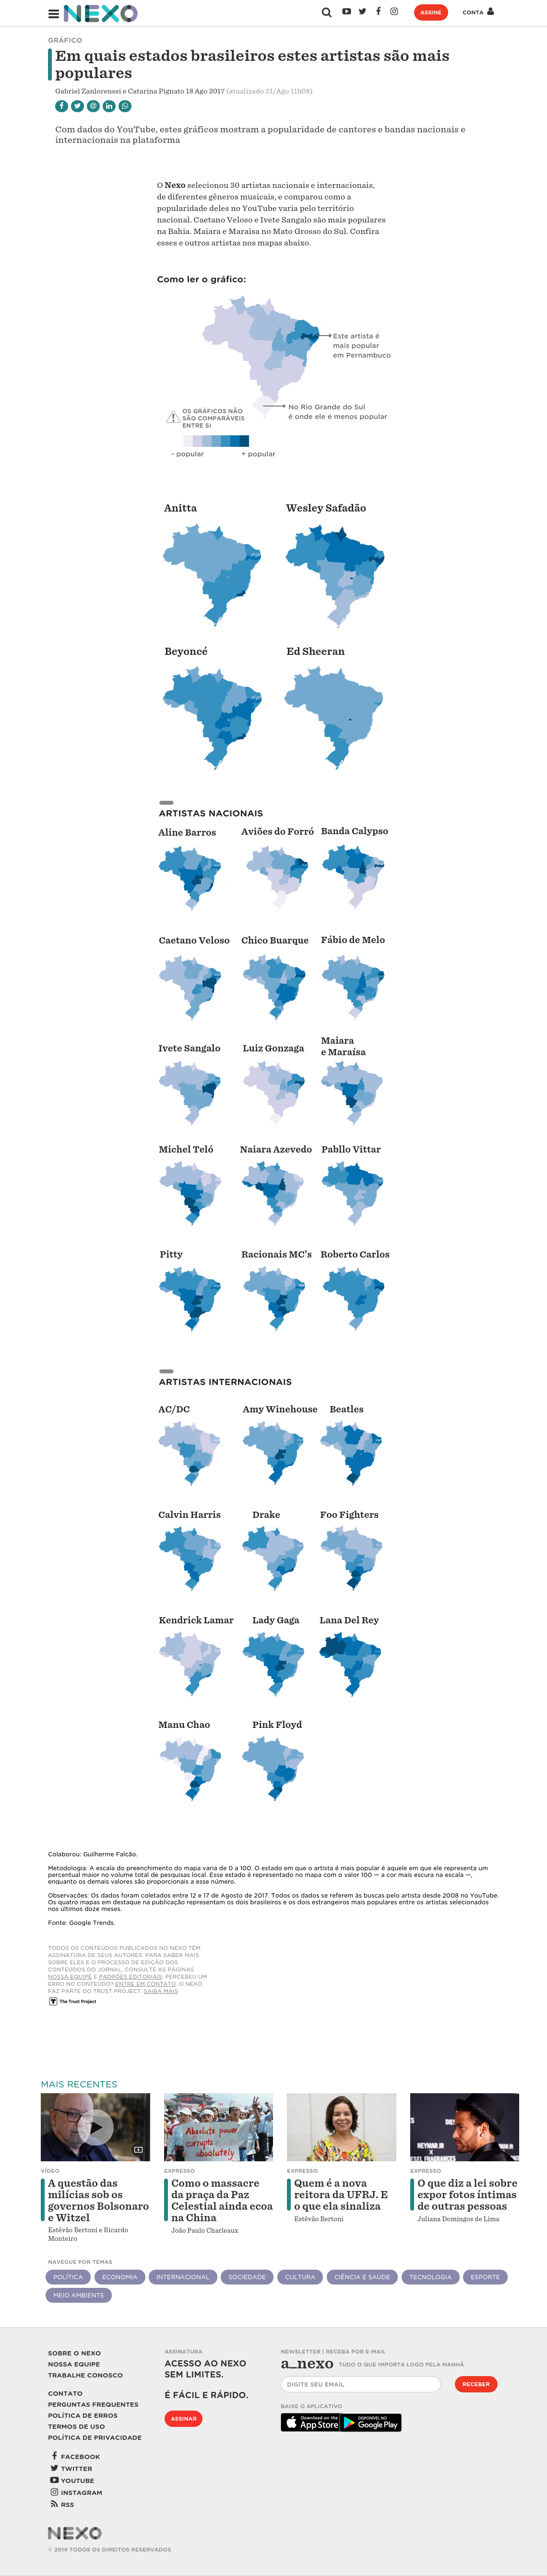 NEXO
ASSINE
CONTA
GRÁFICO
Em quais estados brasileiros estes artistas são mais
populares
Gabriel Zanlorenssi e Catarina Pignato 18 Ago 2017 (atualizado 21/Ago 11h08)
Com dados do YouTube, estes gráficos mostram a popularidade de cantores e bandas nacionais e
internacionais na plataforma
O Nexo selecionou 30 artistas nacionais e internacionais,
de diferentes gêneros musicais, e comparou como a
popularidade deles no YouTube varia pelo território
nacional. Caetano Veloso e Ivete Sangalo são mais populares
na Bahia. Maiara e Maraisa no Mato Grosso do Sul. Confira
esses e outros artistas nos mapas abaixo.
Como ler o gráfico:
Este artista é
mais popular
em Pernambuco
No Rio Grande do Sul
é onde ele é menos popular
OS GRÁFICOS NÃO
SÃO COMPARÁVEIS
ENTRE SI
- popular
+ popular
Anitta
Wesley Safadão
Beyoncé
Ed Sheeran
ARTISTAS NACIONAIS
Aline Barros
Aviões do Forró
Banda Calypso
Caetano Veloso
Chico Buarque
Fábio de Melo
Ivete Sangalo
Luiz Gonzaga
Maiara
e Maraísa
Michel Teló
Naiara Azevedo
Pabllo Vittar
Pitty
Racionais MC's
Roberto Carlos
ARTISTAS INTERNACIONAIS
AC/DC
Amy Winehouse
Beatles
Calvin Harris
Drake
Foo Fighters
Kendrick Lamar
Lady Gaga
Lana Del Rey
Manu Chao
Pink Floyd
Colaborou: Guilherme Falcão.
Metodologia: A escala do preenchimento do mapa varia de 0 a 100. O estado em que o artista é mais popular é aquele em que ele representa um
percentual maior no volume total de pesquisas local. Esse estado é representado no mapa com o valor 100 — a cor mais escura na escala —,
enquanto os demais valores são proporcionais a esse número.
Observações: Os dados foram coletados entre 12 e 17 de Agosto de 2017. Todos os dados se referem às buscas pelo artista desde 2008 no YouTube.
Os quatro mapas em destaque na publicação representam os dois brasileiros e os dois estrangeiros mais populares entre os artistas selecionados
nos últimos doze meses.
Fonte: Google Trends.
TODOS OS CONTEÚDOS PUBLICADOS NO NEXO TÊM
ASSINATURA DE SEUS AUTORES. PARA SABER MAIS
SOBRE ELES E O PROCESSO DE EDIÇÃO DOS
CONTEÚDOS DO JORNAL, CONSULTE AS PÁGINAS
NOSSA EQUIPE E PADRÕES EDITORIAIS. PERCEBEU UM
ERRO NO CONTEÚDO? ENTRE EM CONTATO. O NEXO
FAZ PARTE DO TRUST PROJECT. SAIBA MAIS.
The Trust Project
MAIS RECENTES
Absolute power
corrupts
absolutely
NEYMAR JR
VÍDEO
A questão das
milícias sob os
governos Bolsonaro
e Witzel
Estêvão Bertoni e Ricardo
Monteiro
EXPRESSO
Como o massacre
da praça da Paz
Celestial ainda ecoa
na China
João Paulo Charleaux
EXPRESSO
Quem é a nova
reitora da UFRJ. E
o que ela sinaliza
Estêvão Bertoni
EXPRESSO
O que diz a lei sobre
expor fotos íntimas
de outras pessoas
Juliana Domingos de Lima
NAVEGUE POR TEMAS
POLÍTICA
ECONOMIA
INTERNACIONAL
SOCIEDADE
CULTURA
CIÊNCIA E SAÚDE
TECNOLOGIA
ESPORTE
MEIO AMBIENTE
SOBRE O NEXO
NOSSA EQUIPE
TRABALHE CONOSCO
CONTATO
PERGUNTAS FREQUENTES
POLÍTICA DE ERROS
TERMOS DE USO
POLÍTICA DE PRIVACIDADE
FACEBOOK
TWITTER
YOUTUBE
INSTAGRAM
RSS
ASSINATURA
ACESSO AO NEXO
SEM LIMITES.
É FÁCIL E RÁPIDO.
ASSINAR
NEWSLETTER | RECEBA POR E-MAIL
a_nexo TUDO O QUE IMPORTA LOGO PELA MANHÃ
DIGITE SEU EMAIL
RECEBER
BAIXE O APLICATIVO
Download on the
App Store
DISPONÍVEL NO
Google Play
NEXO
© 2019 TODOS OS DIREITOS RESERVADOS